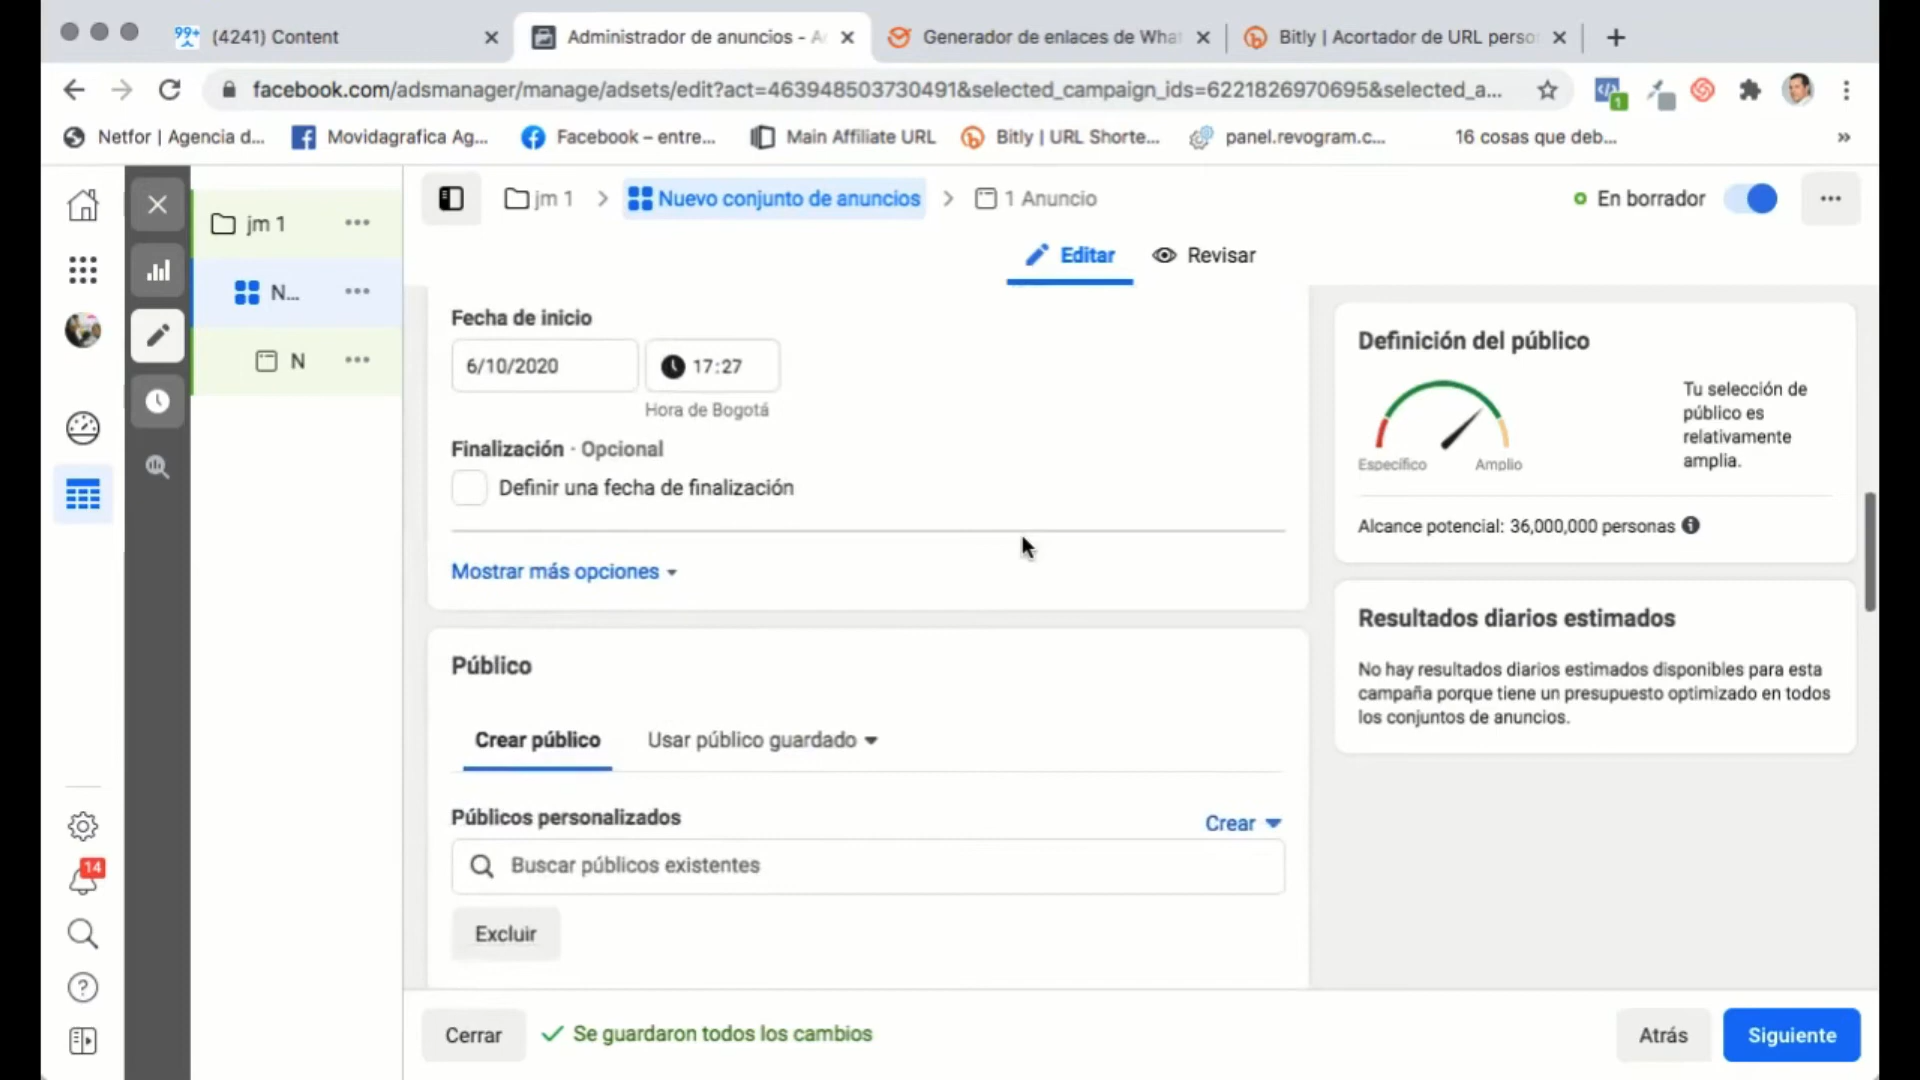 99+
(4241) Content
Administrador de anuncios - A
Generador de enlaces de Wha
Bitly | Acortador de URL perso
facebook.com/adsmanager/manage/adsets/edit?act=463948503730491&selected_campaign_ids=6221826970695&selected_a...
1
Netfor | Agencia d...
Movidagrafica Ag...
Facebook – entre...
Main Affiliate URL
Bitly | URL Shorte...
panel.revogram.c...
16 cosas que deb...
»
jm 1
N...
N
14
jm 1
Nuevo conjunto de anuncios
1 Anuncio
En borrador
Editar
Revisar
Fecha de inicio
6/10/2020
17:27
Hora de Bogotá
Finalización · Opcional
Definir una fecha de finalización
Mostrar más opciones
Público
Crear público
Usar público guardado
Públicos personalizados
Crear
Buscar públicos existentes
Excluir
Definición del público
Específico
Amplio
Tu selección de
público es
relativamente
amplia.
Alcance potencial: 36,000,000 personas
Resultados diarios estimados
No hay resultados diarios estimados disponibles para esta
campaña porque tiene un presupuesto optimizado en todos
los conjuntos de anuncios.
Cerrar
Se guardaron todos los cambios
Atrás
Siguiente